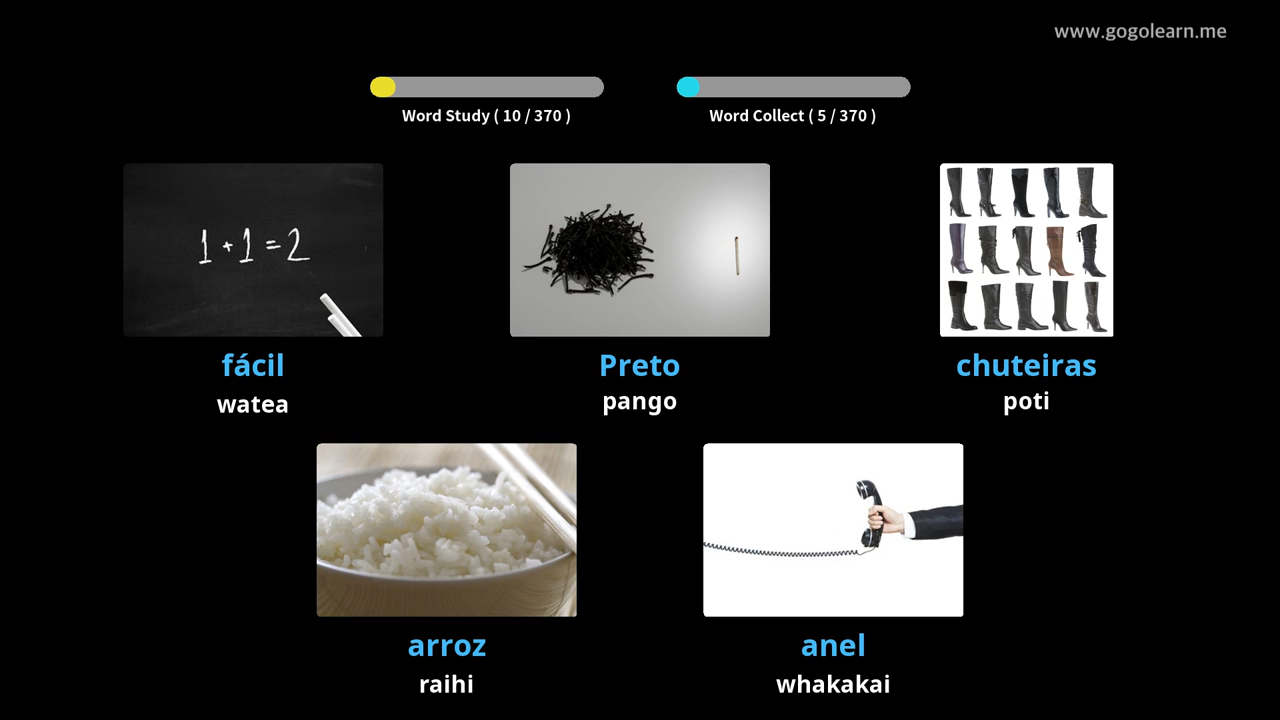 www.gogolearn.me
Word Study ( 10 / 370 )
Word Collect ( 5 / 370 )
1 + 1 = 2
fácil
watea
Preto
pango
chuteiras
poti
arroz
raihi
anel
whakakai